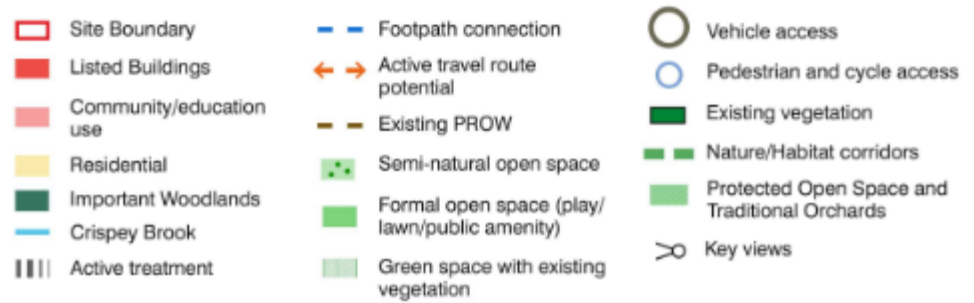 Site Boundary
Listed Buildings
Community/education
use
Residential
Important Woodlands
Crispey Brook
Active treatment
Footpath connection
Active travel route
potential
Existing PROW
Semi-natural open space
Formal open space (play/
lawn/public amenity)
Green space with existing
vegetation
Vehicle access
Pedestrian and cycle access
Existing vegetation
Nature/Habitat corridors
Protected Open Space and
Traditional Orchards
Key views